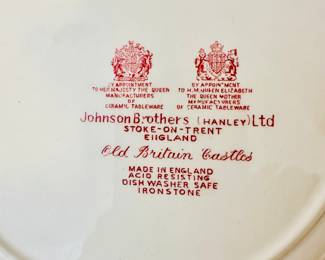 BY APPOINTMENT
TO HER MAJESTY THE QUEEN
MANUFACTURERS
OF
CERAMIC TABLEWARE
BY APPOINTMENT
TO H.M. QUEEN ELIZABETH
THE QUEEN MOTHER
MANUFACTURERS
OF CERAMIC TABLEWARE
Johnson Brothers (HANLEY) Ltd
STOKE-ON-TRENT
ENGLAND
Old Britain Castles
MADE IN ENGLAND
ACID RESISTING
DISH WASHER SAFE
IRONSTONE